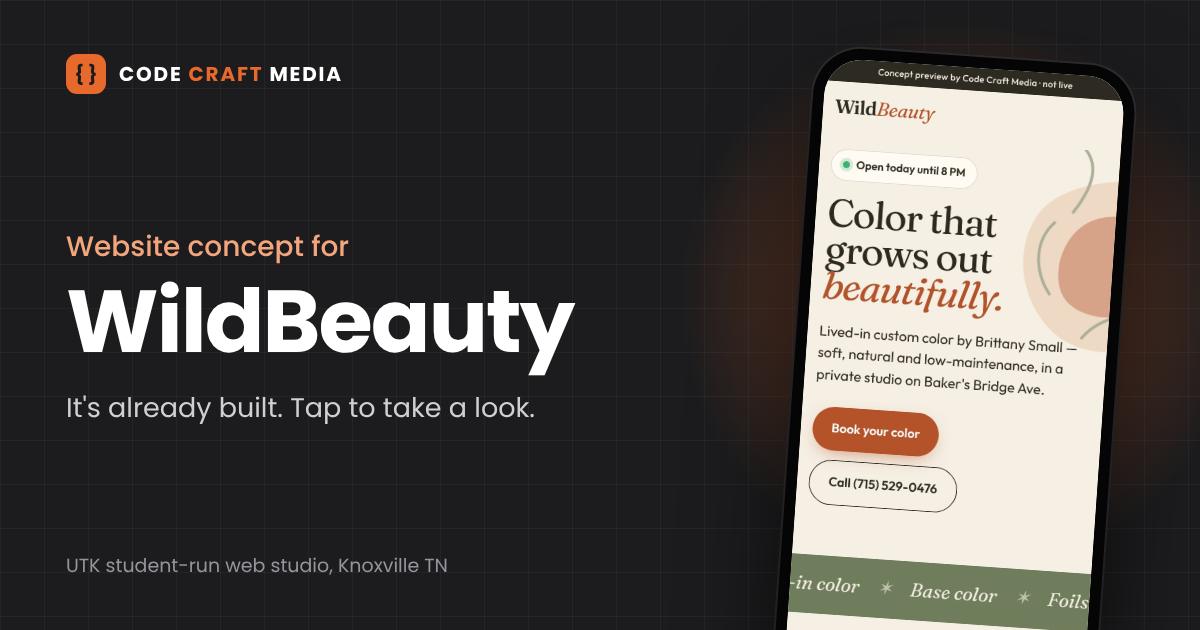 { } CODE CRAFT MEDIA
Website concept for
WildBeauty
It's already built. Tap to take a look.
UTK student-run web studio, Knoxville TN
Concept preview by Code Craft Media · not live
WildBeauty
Open today until 8 PM
Color that
grows out
beautifully.
Lived-in custom color by Brittany Small —
soft, natural and low-maintenance, in a
private studio on Baker's Bridge Ave.
Book your color
Call (715) 529-0476
-in color ✶ Base color ✶ Foils